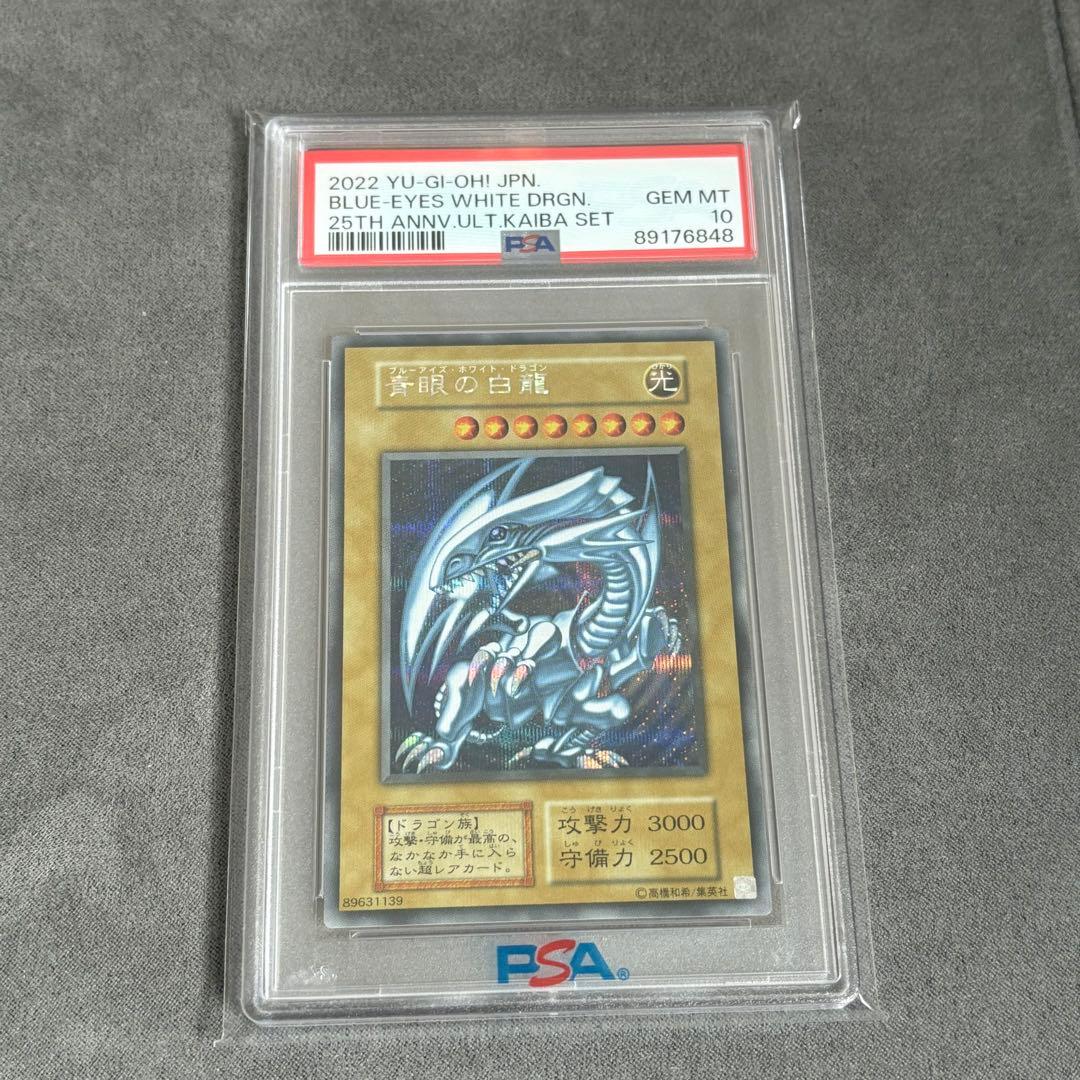 2022 YU-GI-OH! JPN.
BLUE-EYES WHITE DRGN. GEM MT
25TH ANNV.ULT.KAIBA SET 10
PSA 89176848
ブルーアイズ・ホワイト・ドラゴン
青眼の白龍
ひかり
光
【ドラゴン族】
攻撃・守備が最高の、
なかなか手に入ら
ない超レアカード。
こう げき りょく
攻撃力 3000
しゅ び りょく
守備力 2500
89631139
©高橋和希/集英社
PSA®